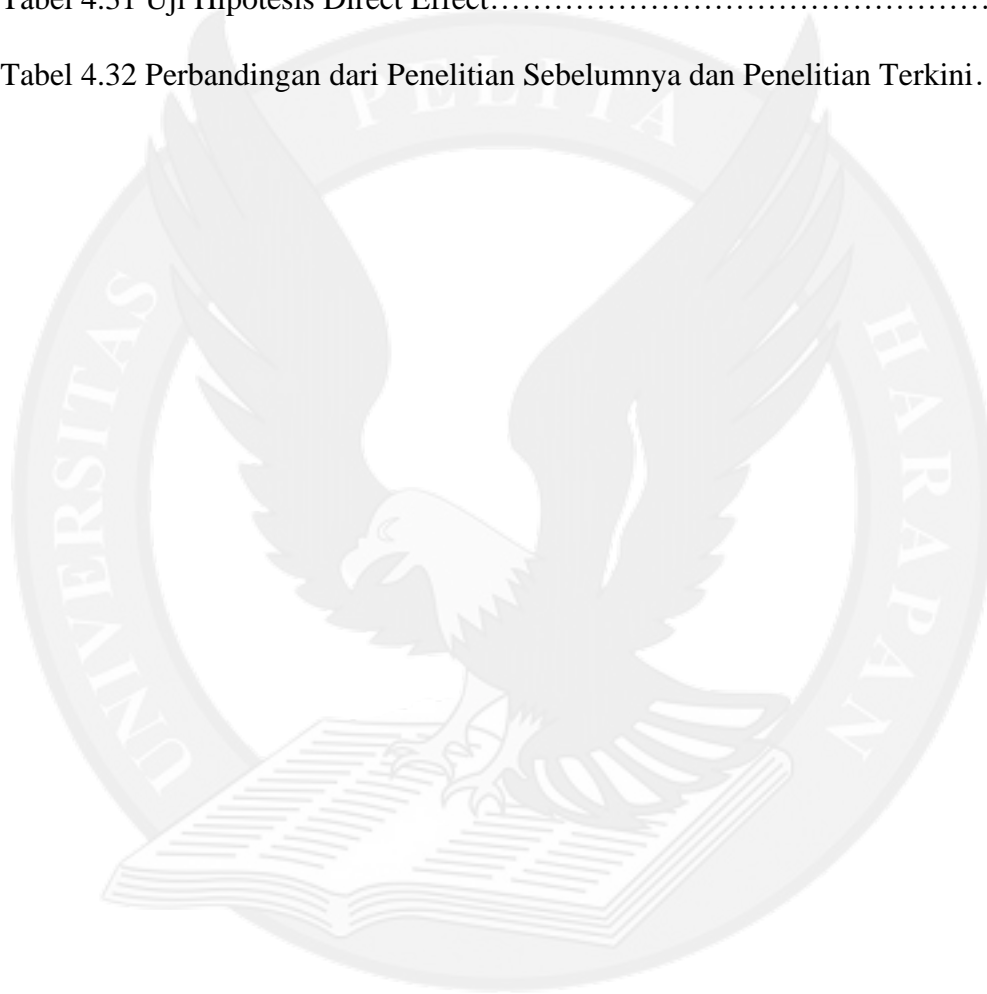 Tabel 4.31 Uji Hipotesis Direct Effect……………………………………………
Tabel 4.32 Perbandingan dari Penelitian Sebelumnya dan Penelitian Terkini.
UNIVERSITAS PELITA HARAPAN